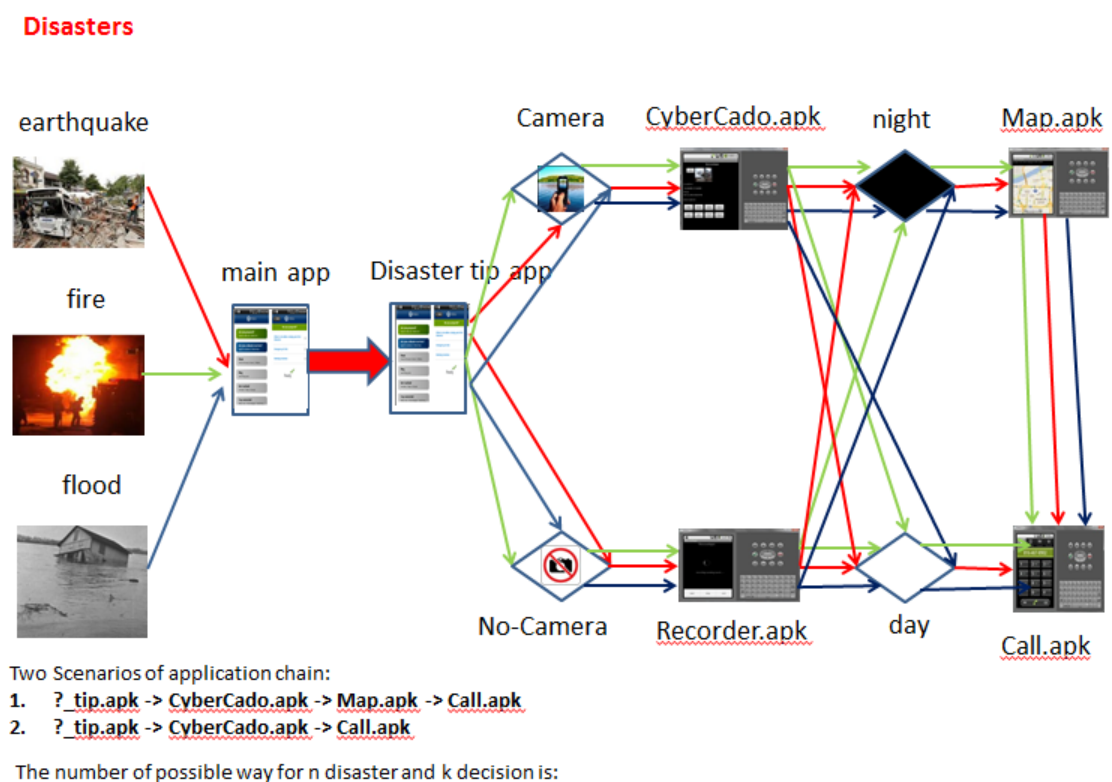 Disasters
earthquake
fire
flood
main app
Disaster tip app
Camera
No-Camera
CyberCado.apk
Recorder.apk
night
day
Map.apk
Call.apk
Two Scenarios of application chain:
1. ?_tip.apk -> CyberCado.apk -> Map.apk -> Call.apk
2. ?_tip.apk -> CyberCado.apk -> Call.apk
The number of possible way for n disaster and k decision is: